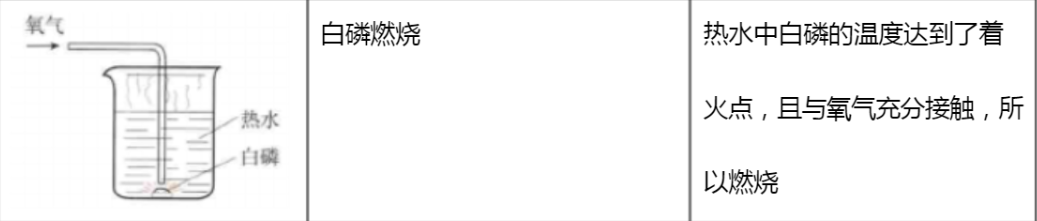 氧气
热水
白磷
白磷燃烧
热水中白磷的温度达到了着
火点，且与氧气充分接触，所
以燃烧